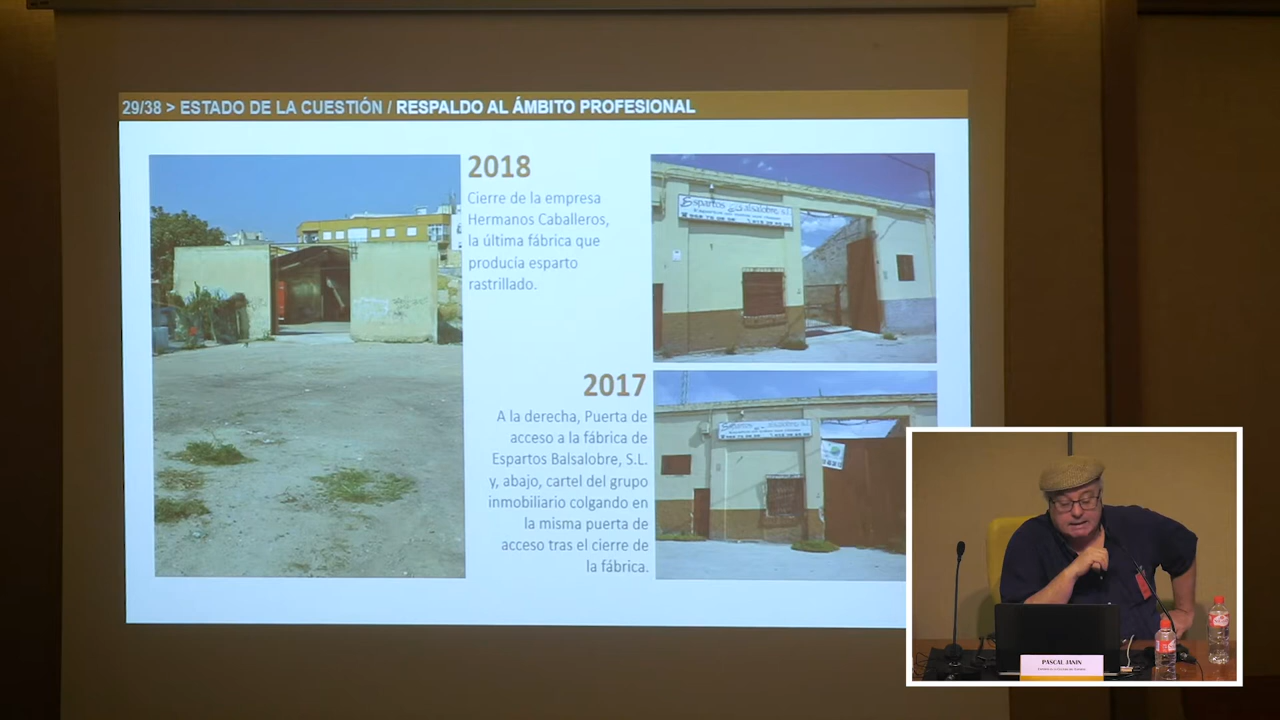 29/38 > ESTADO DE LA CUESTIÓN / RESPALDO AL ÁMBITO PROFESIONAL
2018
Cierre de la empresa
Hermanos Caballeros,
la última fábrica que
producía esparto
rastrillado.
Espartos Balsalobre, s.l.
2017
A la derecha, Puerta de
acceso a la fábrica de
Espartos Balsalobre, S.L.
y, abajo, cartel del grupo
inmobiliario colgando en
la misma puerta de
acceso tras el cierre de
la fábrica.
Espartos
PASCAL JANIN